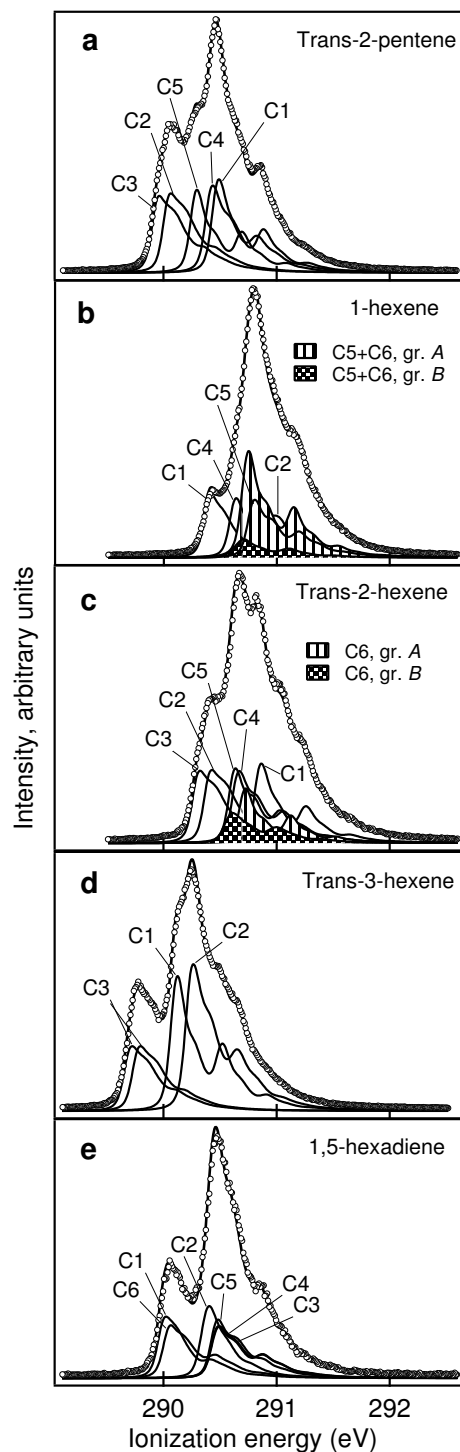 a
Trans-2-pentene
C5
C2
C4
C1
C3
b
1-hexene
C5+C6, gr. A
C5+C6, gr. B
C5
C4
C1
C2
c
Trans-2-hexene
C6, gr. A
C6, gr. B
C5
C2
C4
C3
C1
d
Trans-3-hexene
C1
C2
C3
e
1,5-hexadiene
C2
C1
C6
C5
C4
C3
290
291
292
Ionization energy (eV)
Intensity, arbitrary units